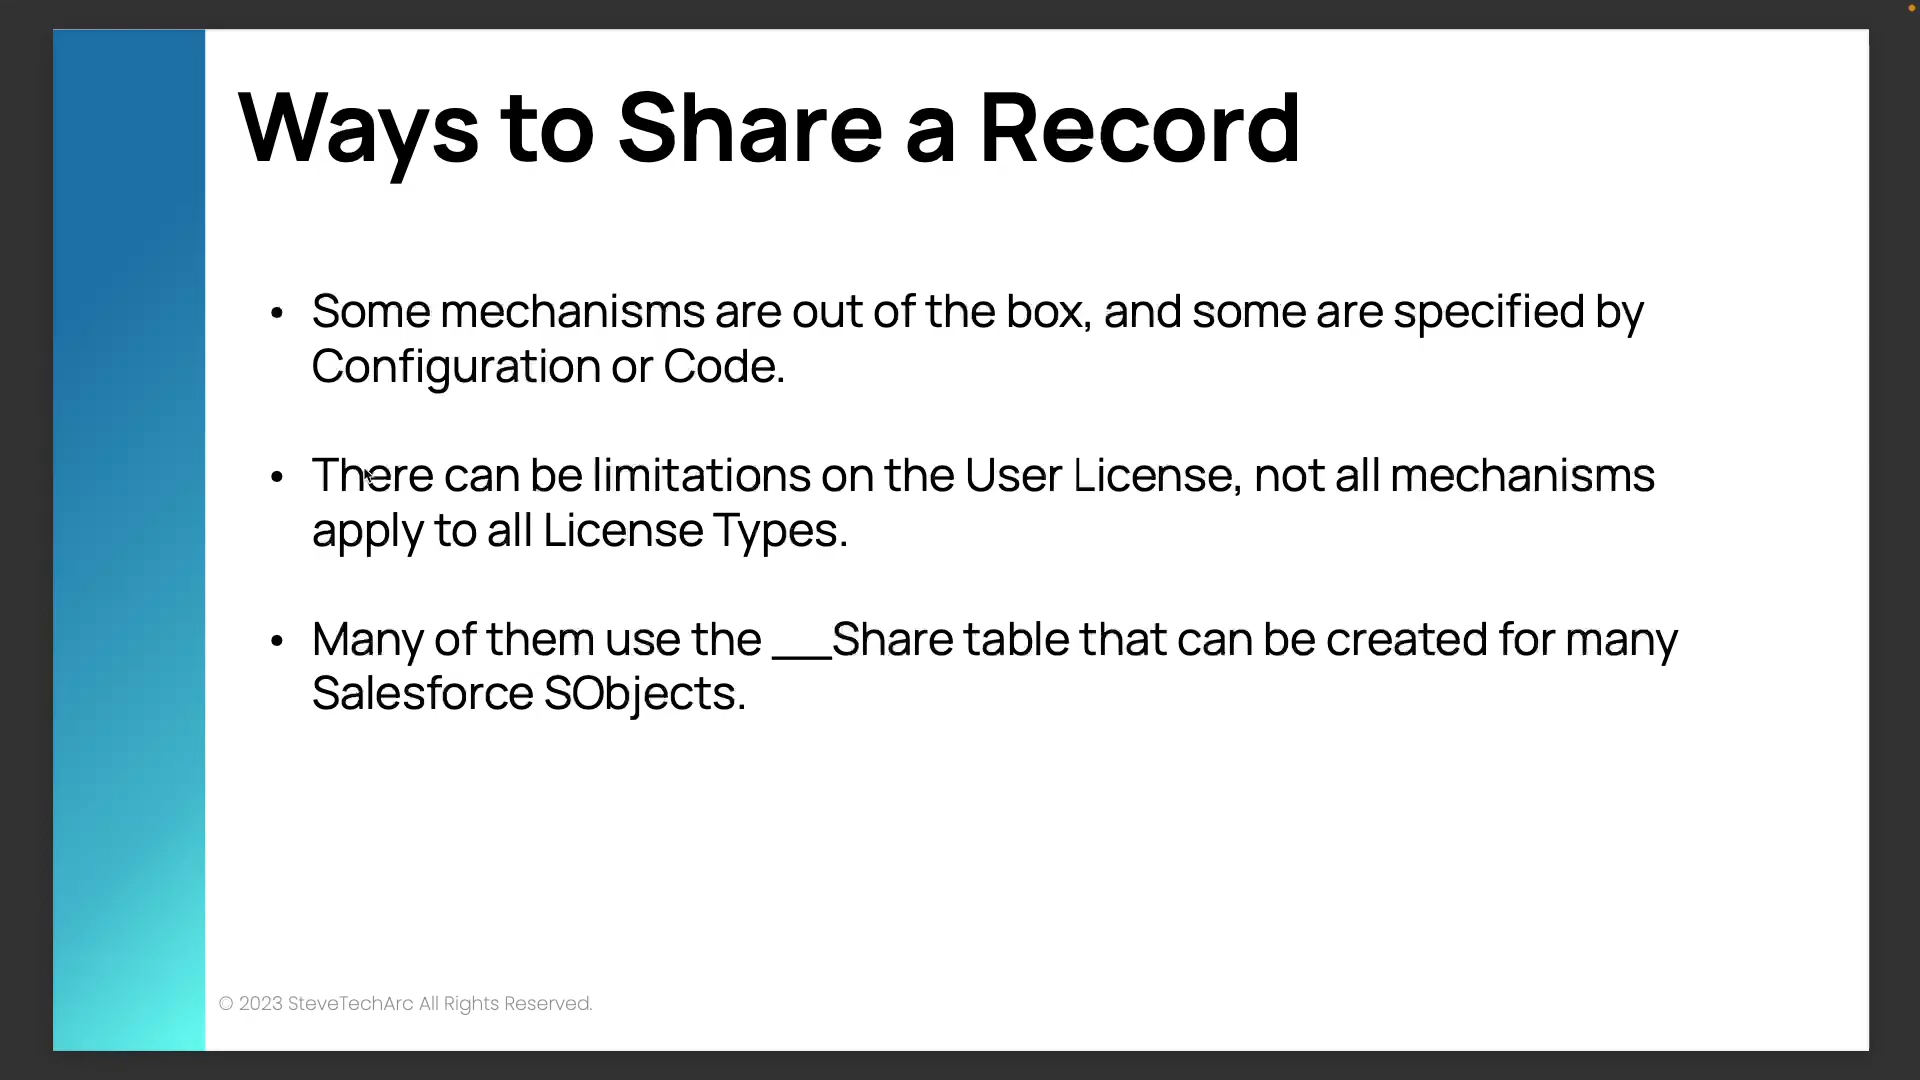 Ways to Share a Record
• Some mechanisms are out of the box, and some are specified by
Configuration or Code.
• There can be limitations on the User License, not all mechanisms
apply to all License Types.
• Many of them use the __Share table that can be created for many
Salesforce SObjects.
© 2023 SteveTechArc All Rights Reserved.